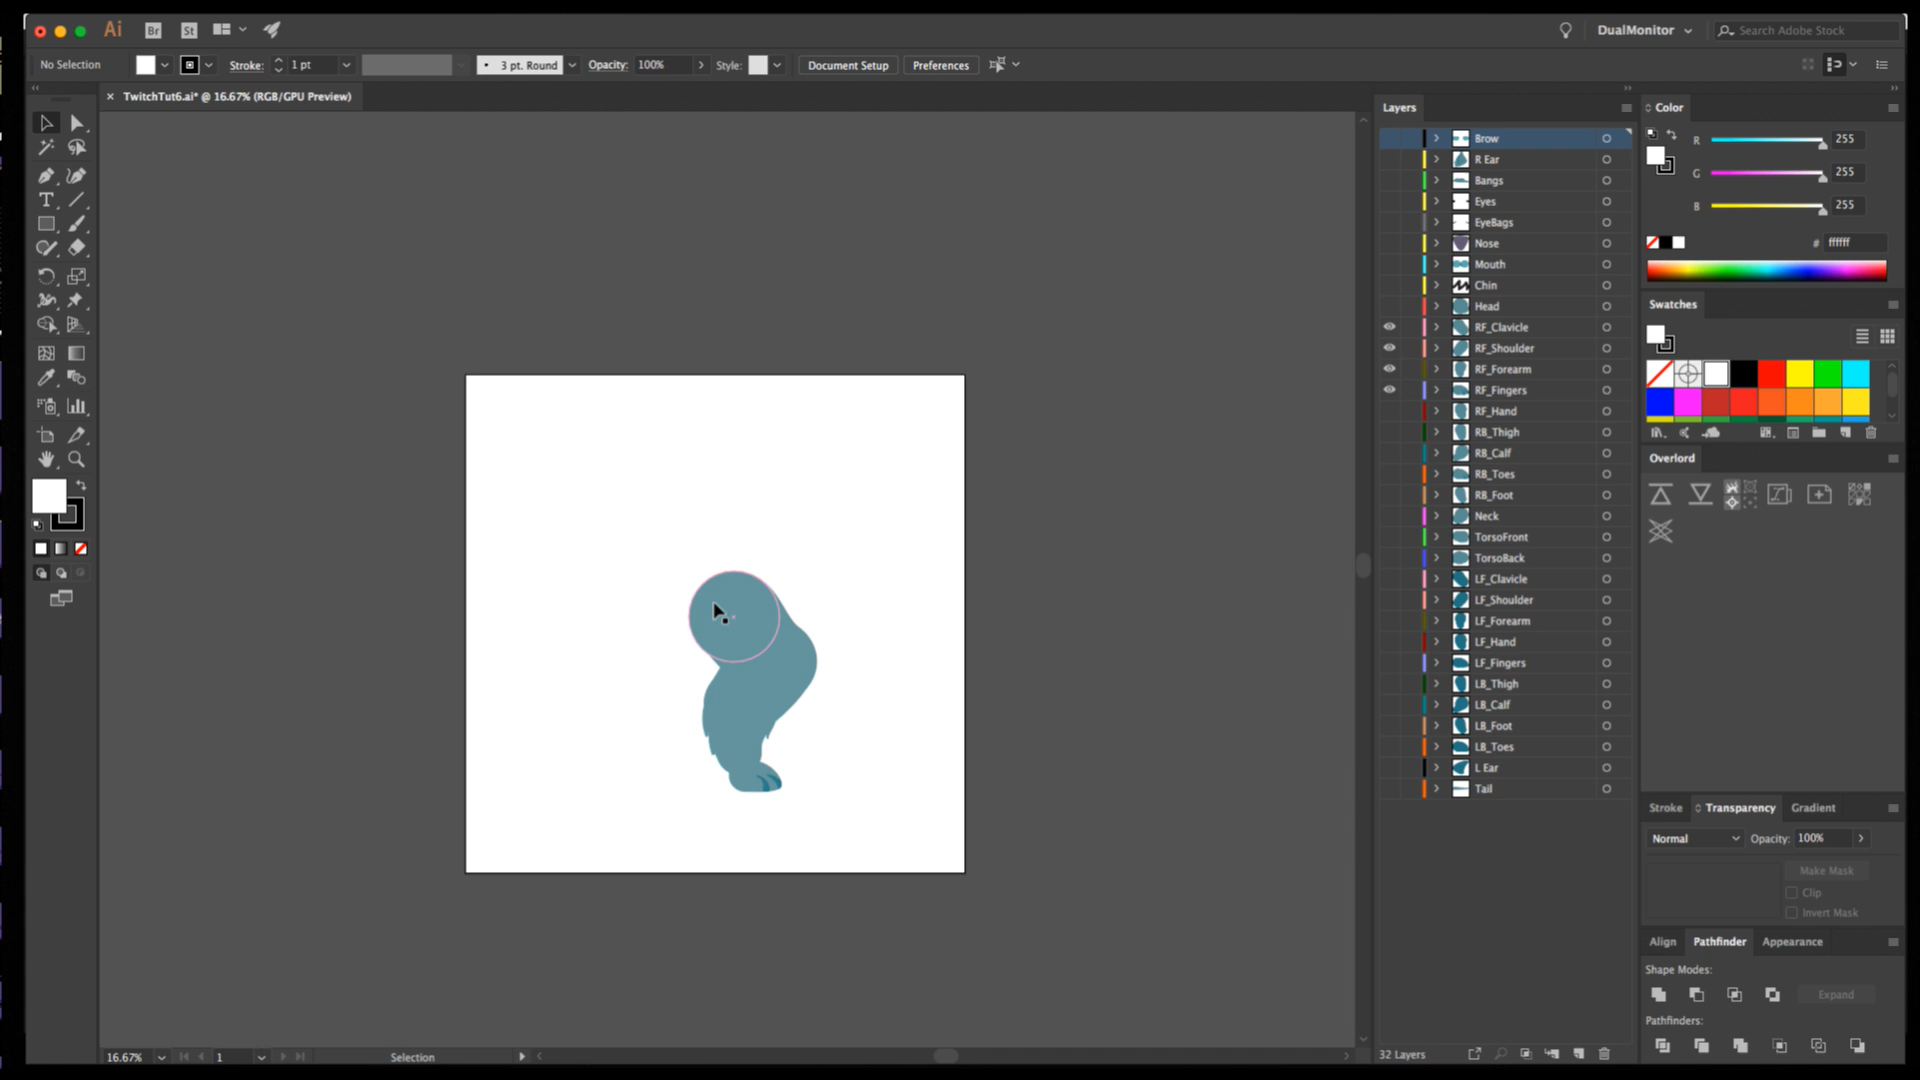 Ai Br St DualMonitor Search Adobe Stock
No Selection Stroke: 1 pt 3 pt. Round Opacity: 100% Style: Document Setup Preferences
× TwitchTut6.ai* @ 16.67% (RGB/GPU Preview)
Layers
Brow
R Ear
Bangs
Eyes
EyeBags
Nose
Mouth
Chin
Head
RF_Clavicle
RF_Shoulder
RF_Forearm
RF_Fingers
RF_Hand
RB_Thigh
RB_Calf
RB_Toes
RB_Foot
Neck
TorsoFront
TorsoBack
LF_Clavicle
LF_Shoulder
LF_Forearm
LF_Hand
LF_Fingers
LB_Thigh
LB_Calf
LB_Foot
LB_Toes
L Ear
Tail
32 Layers
Color
R 255
G 255
B 255
# ffffff
Swatches
Overlord
Stroke Transparency Gradient
Normal Opacity: 100%
Make Mask
Clip
Invert Mask
Align Pathfinder Appearance
Shape Modes:
Expand
Pathfinders:
16.67% 1 Selection